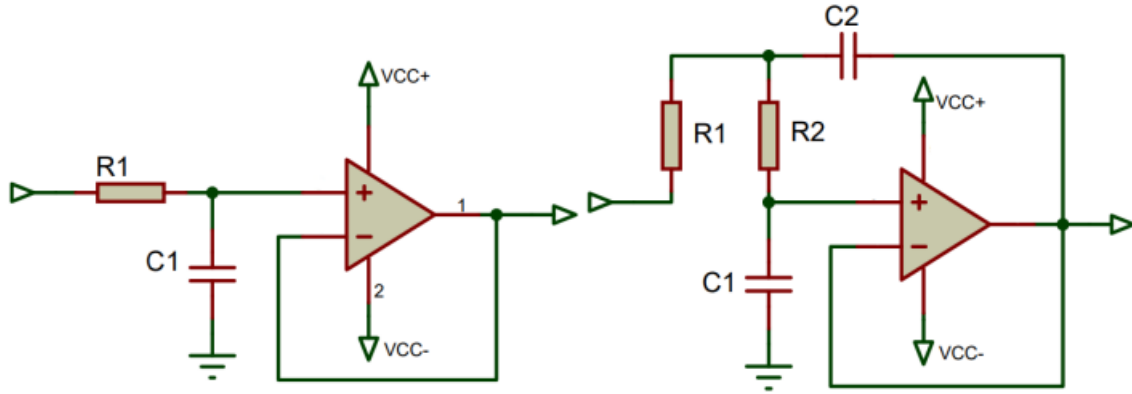 VCC+
R1
+
1
−
C1
2
VCC-
C2
R1
R2
VCC+
+
−
C1
VCC-